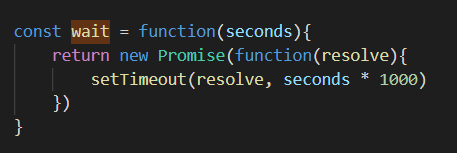 const wait = function(seconds){
    return new Promise(function(resolve){
        setTimeout(resolve, seconds * 1000)
    })
}